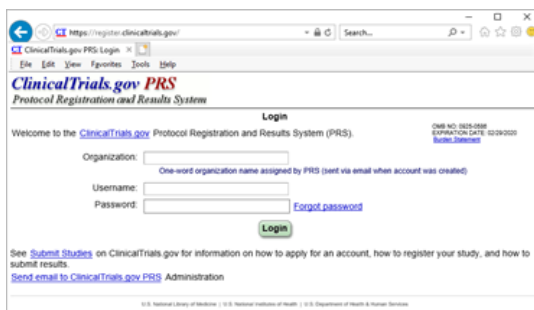 https://register.clinicaltrials.gov/
Search...
CT ClinicalTrials.gov PRS: Login
File Edit View Favorites Tools Help
ClinicalTrials.gov PRS
Protocol Registration and Results System
Login
Welcome to the ClinicalTrials.gov Protocol Registration and Results System (PRS).
OMB NO: 0925-0586
EXPIRATION DATE: 02/29/2020
Burden Statement
Organization:
One-word organization name assigned by PRS (sent via email when account was created)
Username:
Password:
Forgot password
Login
See Submit Studies on ClinicalTrials.gov for information on how to apply for an account, how to register your study, and how to
submit results.
Send email to ClinicalTrials.gov PRS Administration
U.S. National Library of Medicine | U.S. National Institutes of Health | U.S. Department of Health & Human Services